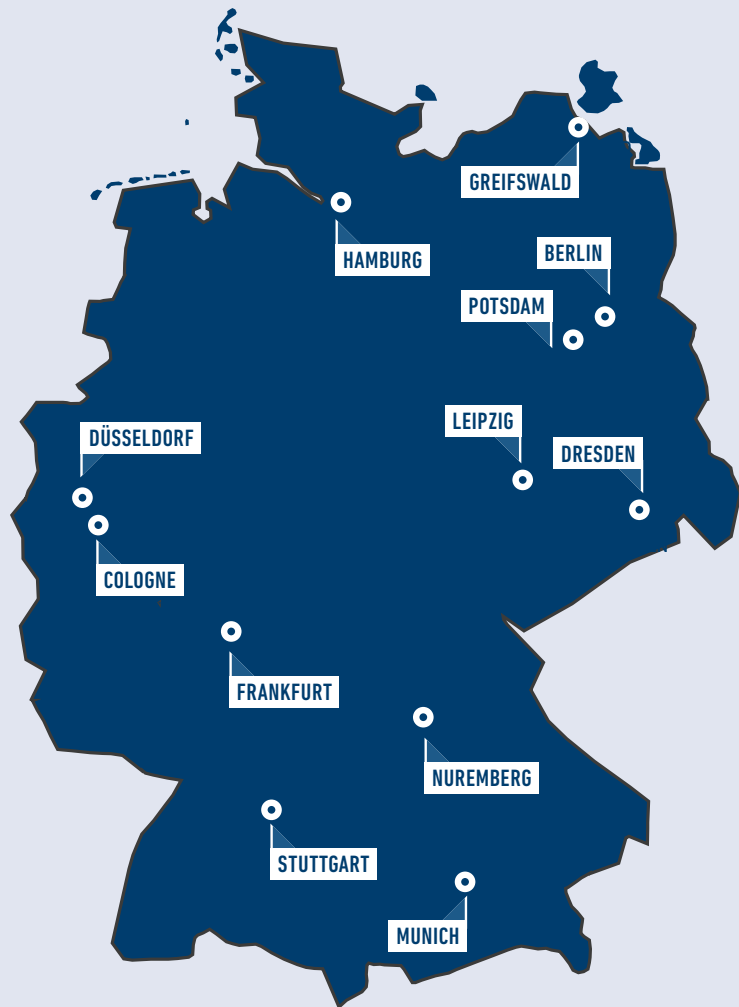 GREIFSWALD
BERLIN
HAMBURG
POTSDAM
LEIPZIG
DÜSSELDORF
DRESDEN
COLOGNE
FRANKFURT
NUREMBERG
STUTTGART
MUNICH